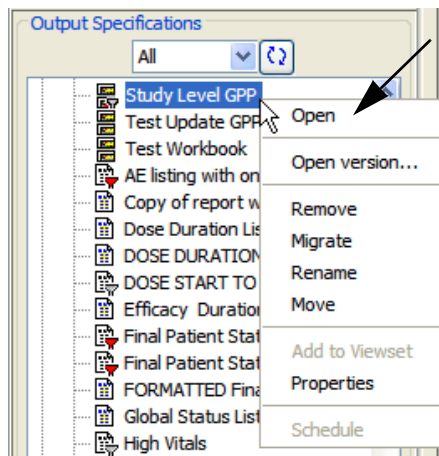 Output Specifications
All
Study Level GPP
Test Update GPP
Test Workbook
AE listing with on
Copy of report w
Dose Duration Lis
DOSE DURATION
DOSE START TO
Efficacy Duration
Final Patient Stat
Final Patient Stat
FORMATTED Fina
Global Status List
High Vitals
Open
Open version...
Remove
Migrate
Rename
Move
Add to Viewset
Properties
Schedule